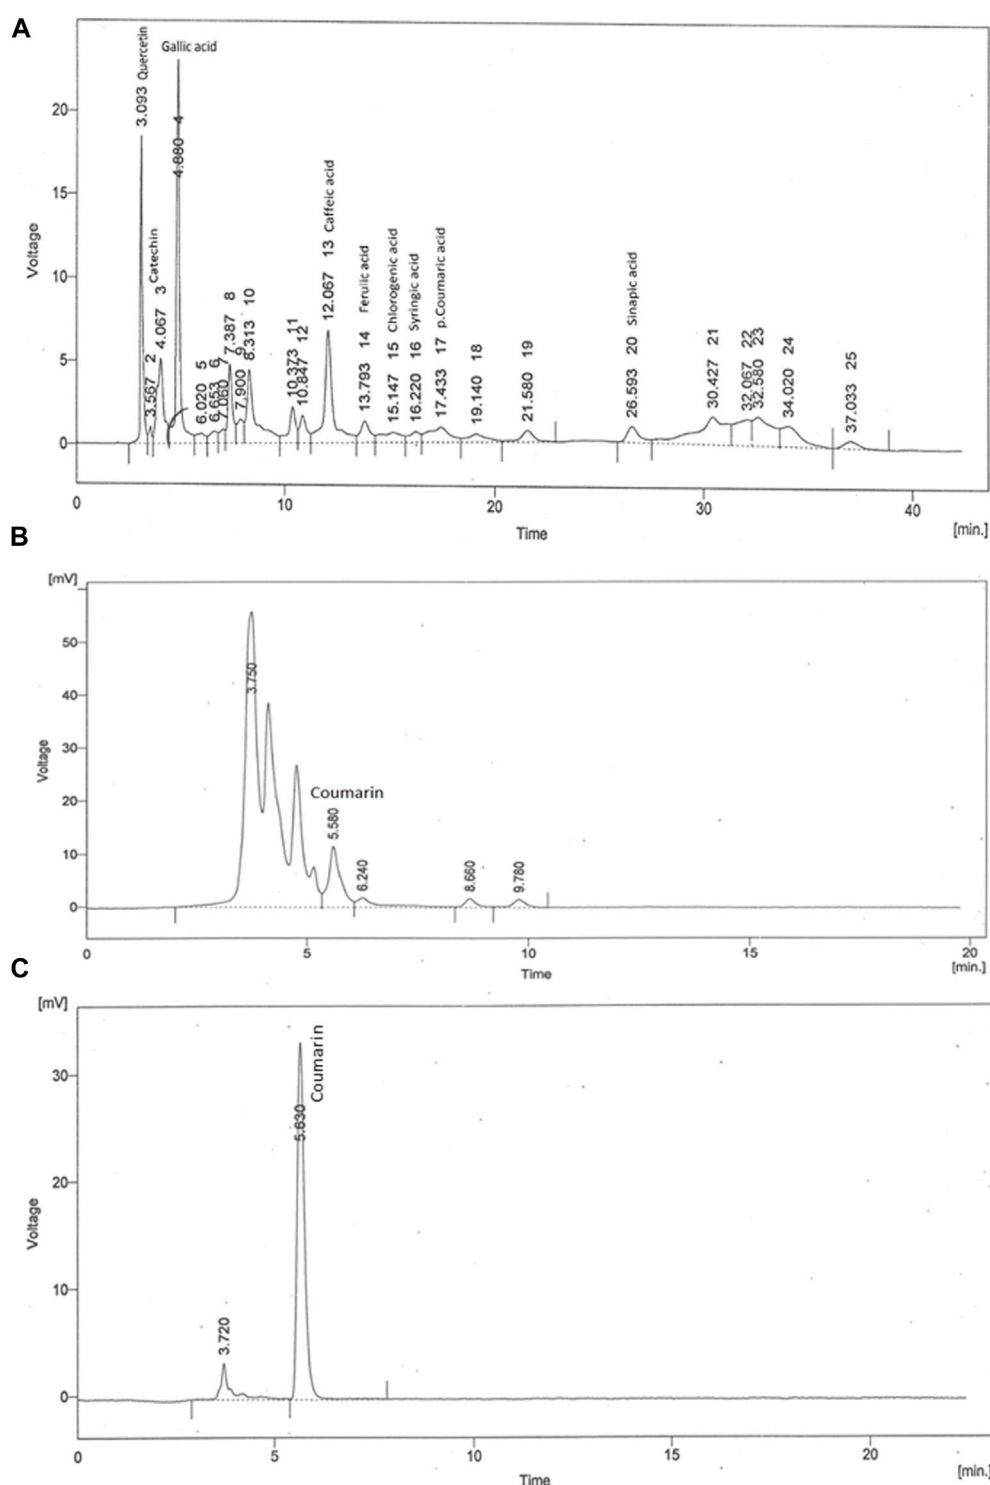 A
3.093 Quercetin
3.567 2
4.067 3 Catechin
4.880 4
Gallic acid
6.020 5
6.653 6
7.060 7
7.387 8
7.900 9
8.313 10
10.373 11
10.847 12
12.067 13 Caffeic acid
13.793 14 Ferulic acid
15.147 15 Chlorogenic acid
16.220 16 Syringic acid
17.433 17 p.Coumaric acid
19.140 18
21.580 19
26.593 20 Sinapic acid
30.427 21
32.067 22
32.580 23
34.020 24
37.033 25
20
15
10
5
0
Voltage
0 10 20 30 40
Time
[min.]
B
[mV]
50
40
30
20
10
0
Voltage
3.750
Coumarin
5.580
6.240
8.660
9.780
0 5 10 15 20
Time
[min.]
C
[mV]
30
20
10
0
Voltage
3.720
5.630
Coumarin
0 5 10 15 20
Time
[min.]